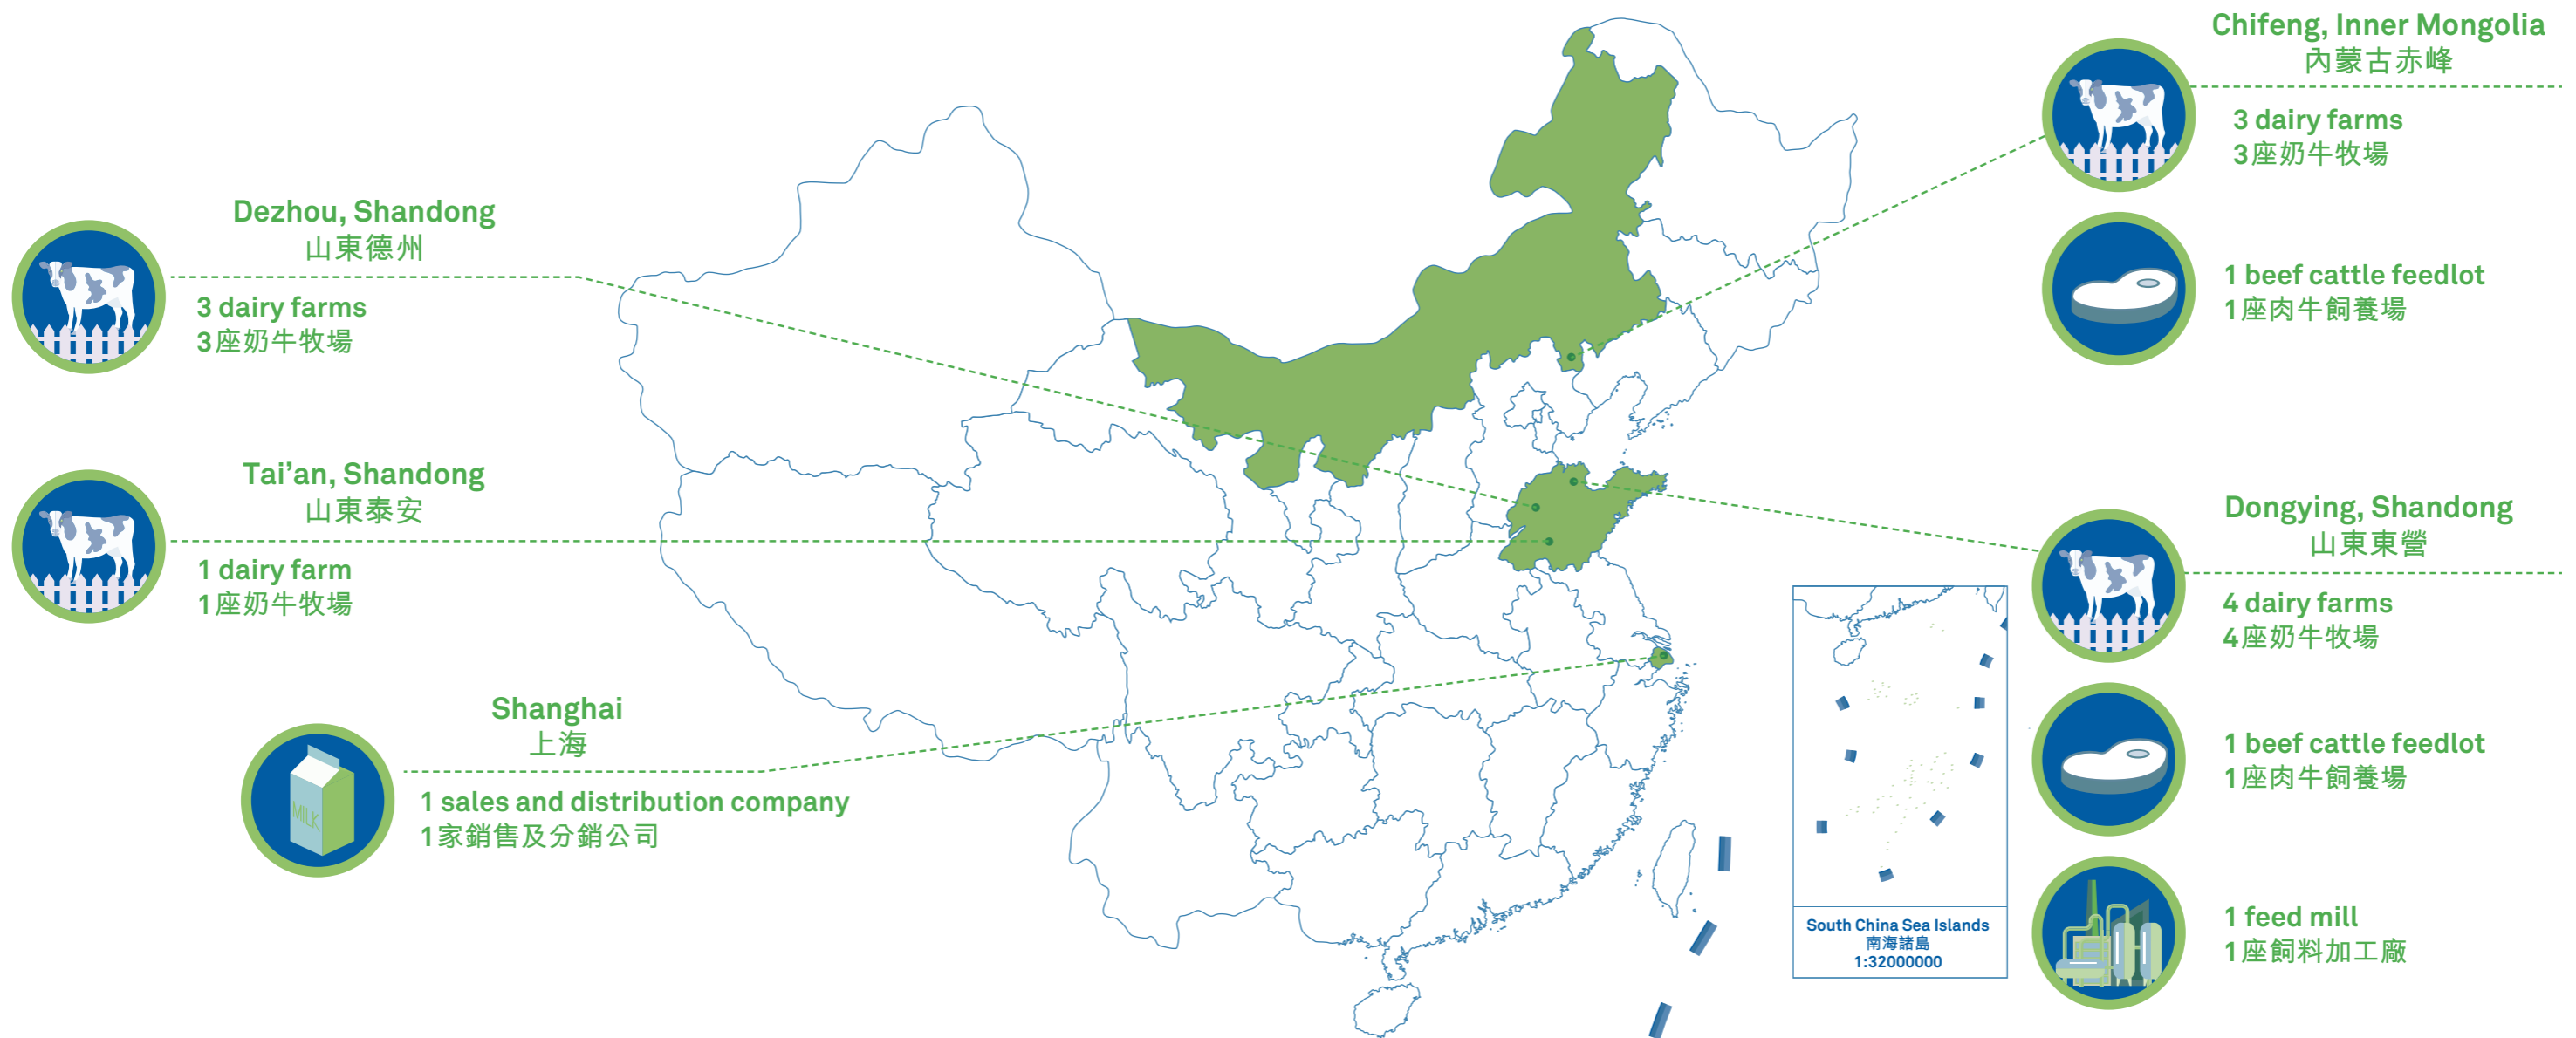 Dezhou, Shandong
山東德州
3 dairy farms
3座奶牛牧場
Tai’an, Shandong
山東泰安
1 dairy farm
1座奶牛牧場
Shanghai
上海
MILK
1 sales and distribution company
1家銷售及分銷公司
Chifeng, Inner Mongolia
內蒙古赤峰
3 dairy farms
3座奶牛牧場
1 beef cattle feedlot
1座肉牛飼養場
Dongying, Shandong
山東東營
4 dairy farms
4座奶牛牧場
1 beef cattle feedlot
1座肉牛飼養場
1 feed mill
1座飼料加工廠
South China Sea Islands
南海諸島
1:32000000